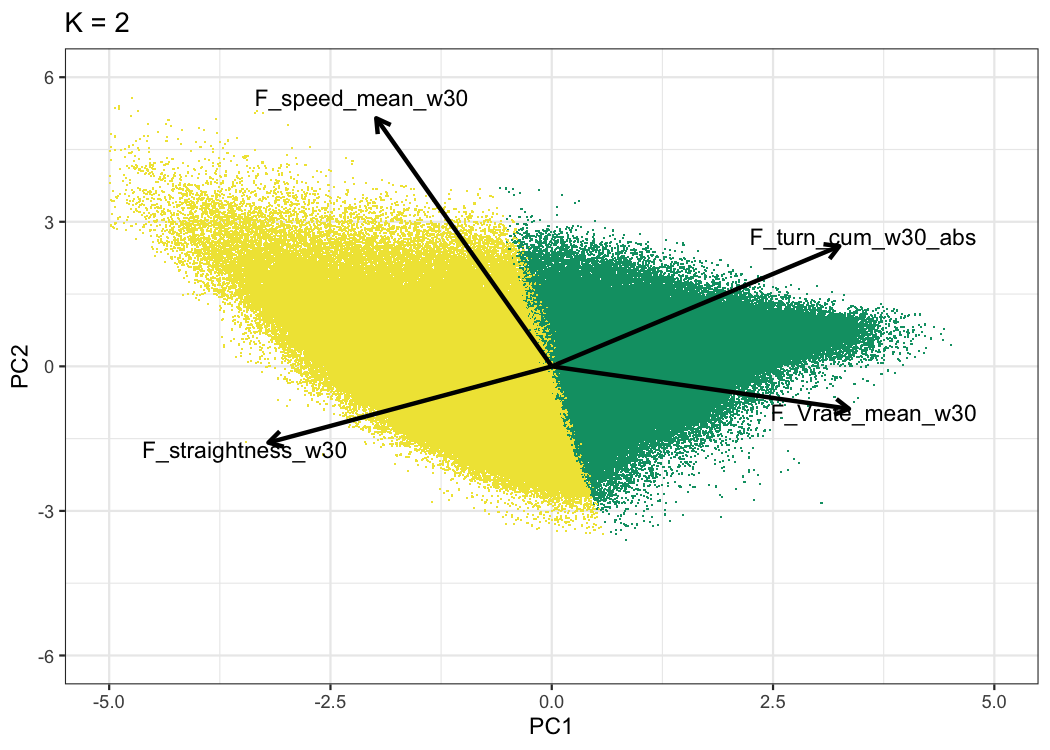 K = 2
F_speed_mean_w30
F_turn_cum_w30_abs
F_Vrate_mean_w30
F_straightness_w30
PC2
6
3
0
-3
-6
-5.0
-2.5
0.0
2.5
5.0
PC1